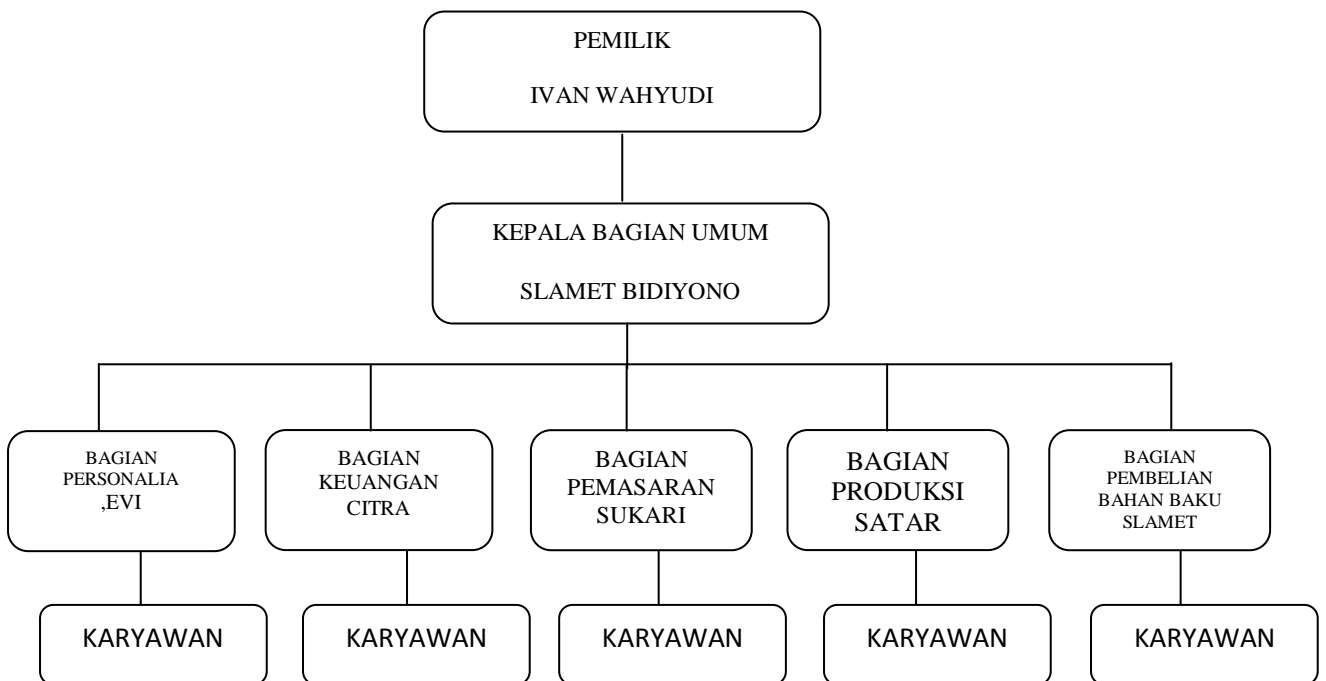 PEMILIK
IVAN WAHYUDI
KEPALA BAGIAN UMUM
SLAMET BIDIYONO
BAGIAN
PERSONALIA
,EVI
BAGIAN
KEUANGAN
CITRA
BAGIAN
PEMASARAN
SUKARI
BAGIAN
PRODUKSI
SATAR
BAGIAN
PEMBELIAN
BAHAN BAKU
SLAMET
KARYAWAN
KARYAWAN
KARYAWAN
KARYAWAN
KARYAWAN